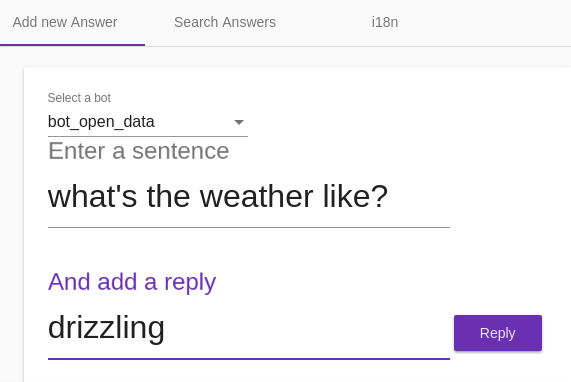 Add new Answer Search Answers i18n
Select a bot
bot_open_data
Enter a sentence
what's the weather like?
And add a reply
drizzling
Reply